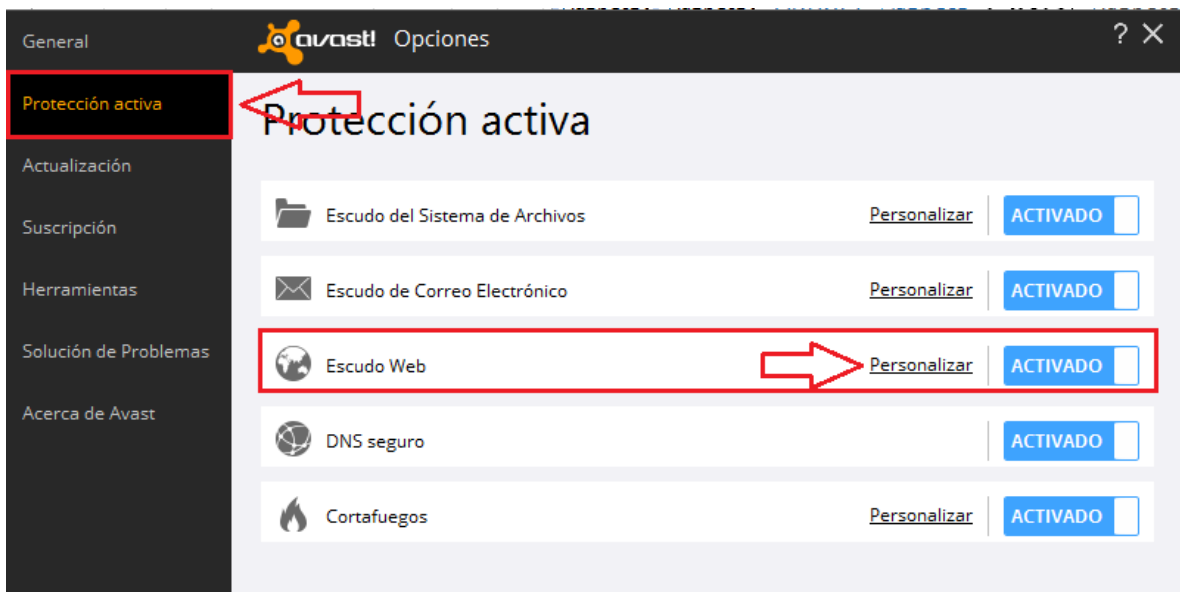 General
avast! Opciones
?
Protección activa
Protección activa
Actualización
Suscripción
Herramientas
Solución de Problemas
Acerca de Avast
Escudo del Sistema de Archivos Personalizar ACTIVADO
Escudo de Correo Electrónico Personalizar ACTIVADO
Escudo Web Personalizar ACTIVADO
DNS seguro ACTIVADO
Cortafuegos Personalizar ACTIVADO